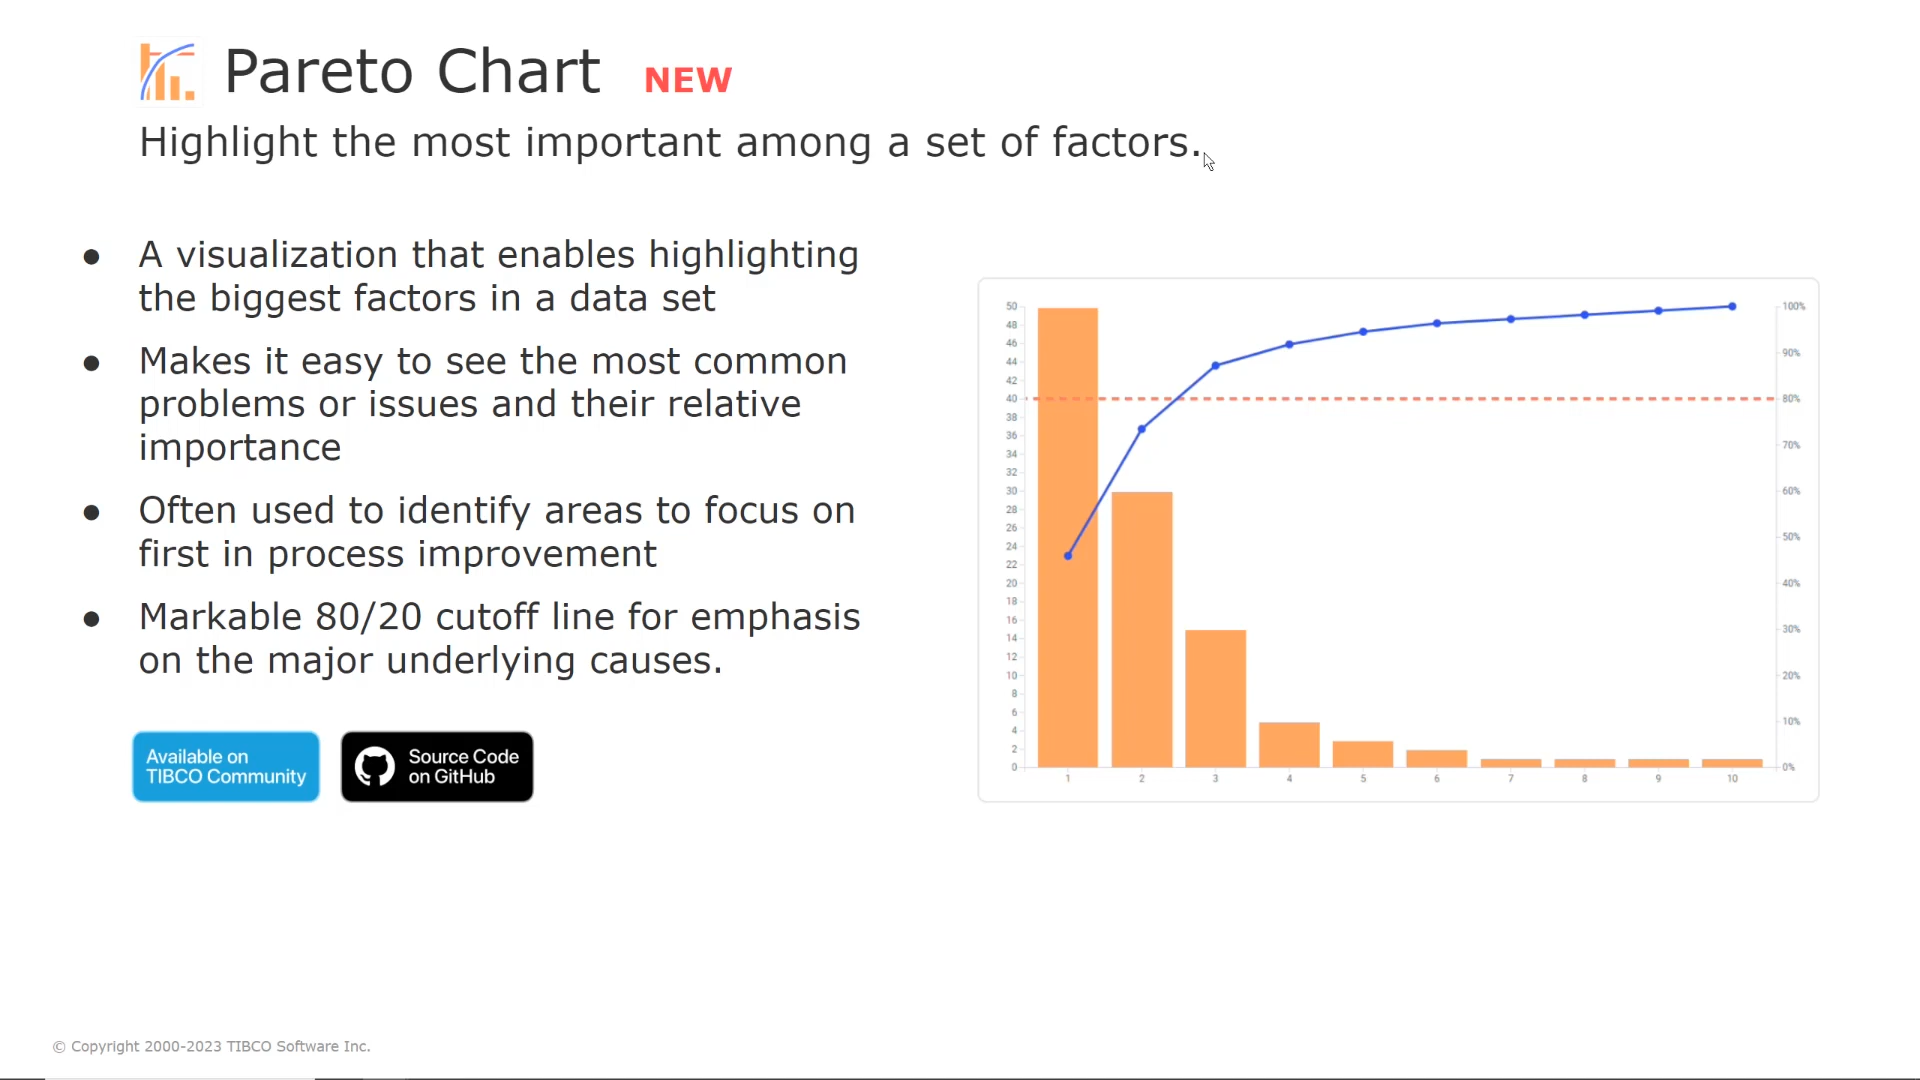 Pareto Chart NEW
Highlight the most important among a set of factors.
● A visualization that enables highlighting
the biggest factors in a data set
● Makes it easy to see the most common
problems or issues and their relative
importance
● Often used to identify areas to focus on
first in process improvement
● Markable 80/20 cutoff line for emphasis
on the major underlying causes.
Available on
TIBCO Community
Source Code
on GitHub
50
48
46
44
42
40
38
36
34
32
30
28
26
24
22
20
18
16
14
12
10
8
6
4
2
0
100%
90%
80%
70%
60%
50%
40%
30%
20%
10%
0%
1 2 3 4 5 6 7 8 9 10
© Copyright 2000-2023 TIBCO Software Inc.